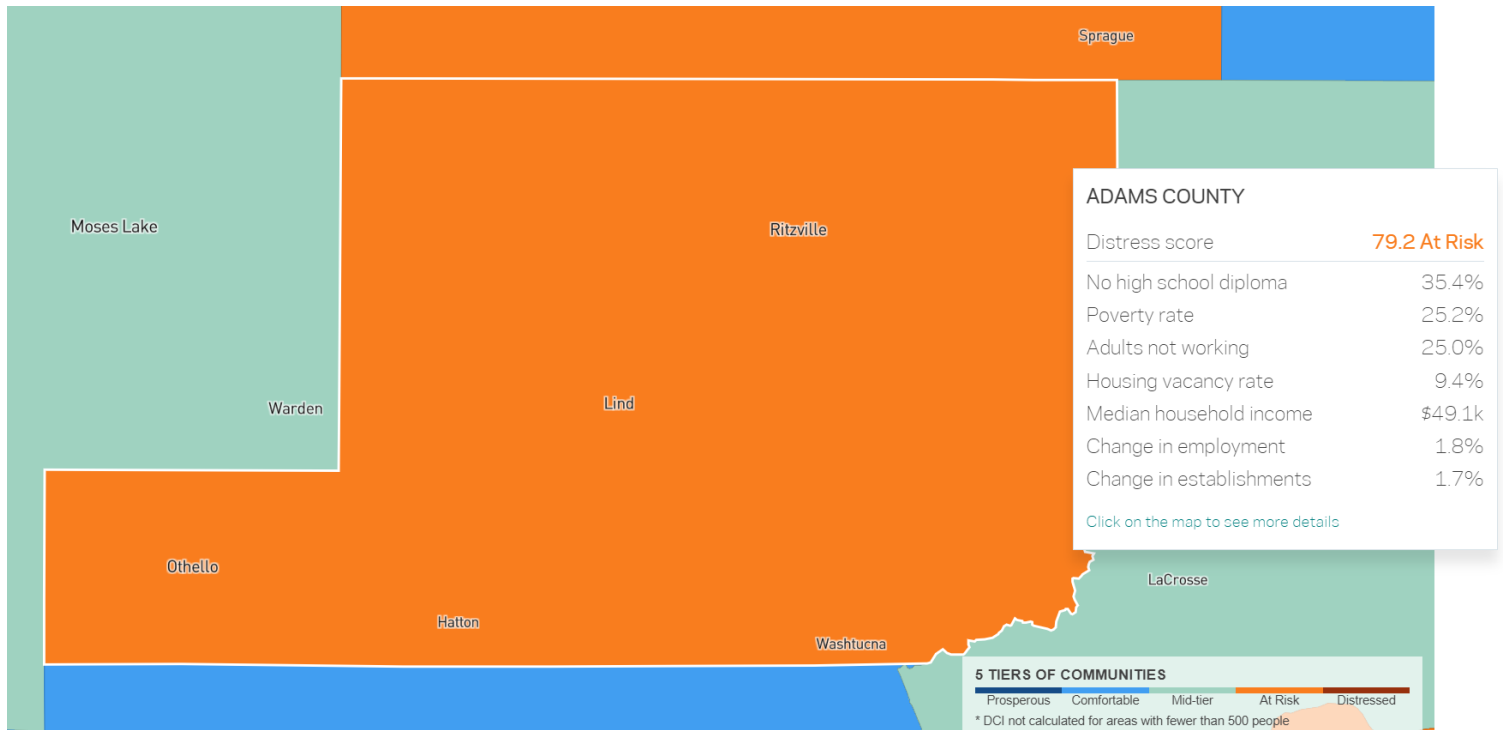 Sprague
Moses Lake
Ritzville
Warden
Lind
Othello
Hatton
Washtucna
LaCrosse
ADAMS COUNTY
Distress score 79.2 At Risk
No high school diploma 35.4%
Poverty rate 25.2%
Adults not working 25.0%
Housing vacancy rate 9.4%
Median household income $49.1k
Change in employment 1.8%
Change in establishments 1.7%
Click on the map to see more details
5 TIERS OF COMMUNITIES
Prosperous Comfortable Mid-tier At Risk Distressed
* DCI not calculated for areas with fewer than 500 people